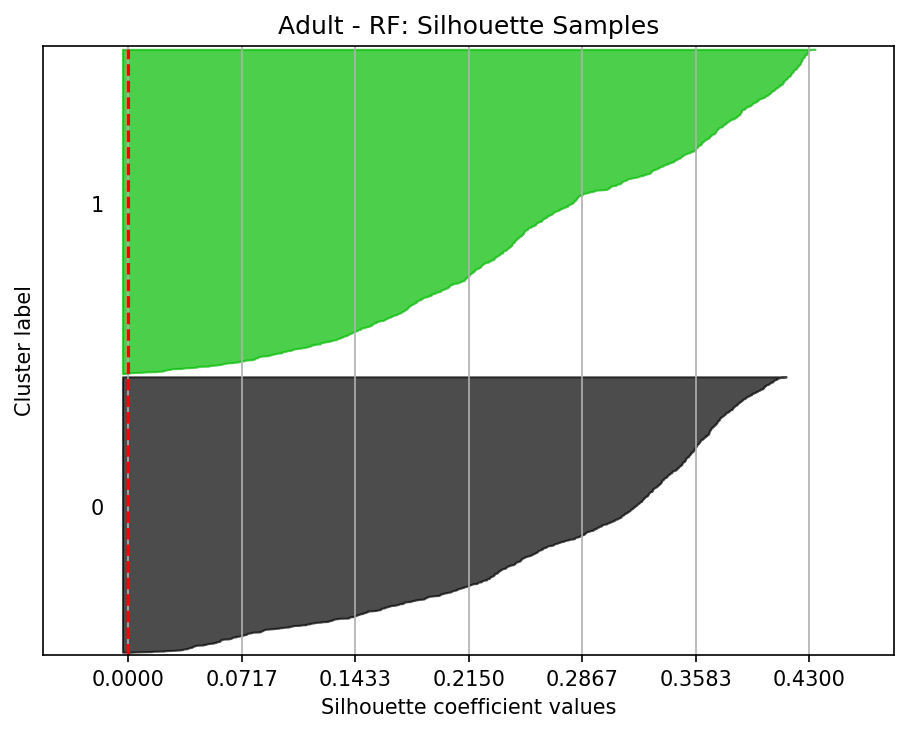 Adult - RF: Silhouette Samples
Cluster label
1
0
0.0000 0.0717 0.1433 0.2150 0.2867 0.3583 0.4300
Silhouette coefficient values